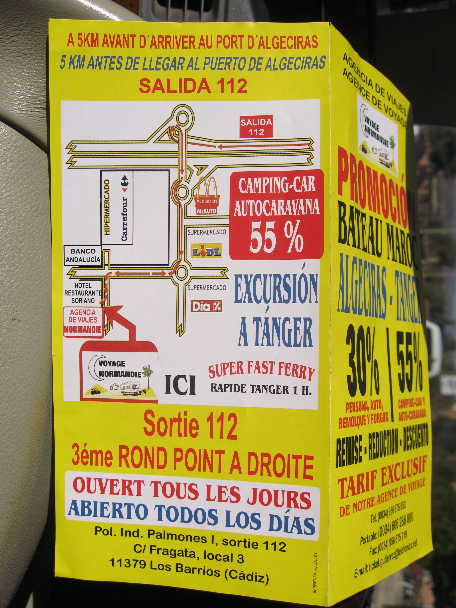 A 5KM AVANT D'ARRIVER AU PORT D'ALGECIRAS
5 KM ANTES DE LLEGAR AL PUERTO DE ALGECIRAS
SALIDA 112
SALIDA
112
HIPERMERCADO
Carrefour
CAMPING-CAR
AUTOCARAVANA
55 %
SUPERMERCADO
LIDL
BANCO
ANDALUCÍA
HOTEL
RESTAURANTE
SORIANO
SUPERMERCADO
Dia %
AGENCIA
DE VIAJES
NORMANDIE
EXCURSIÓN
A TÁNGER
VOYAGE
NORMANDIE
ICI
SUPER FAST FERRY
RAPIDE TANGER 1 H.
Sortie 112
3éme ROND POINT A DROITE
OUVERT TOUS LES JOURS
ABIERTO TODOS LOS DÍAS
Pol. Ind. Palmones I, sortie 112
C/ Fragata, local 3
11379 Los Barrios (Cádiz)
AGENCIA DE VIAJES
AGENCE DE VOYAGE
VOYAGE
NORMANDIE
PROMOCIO
BATEAU MARO
ALGECIRAS - TANGE
30% 55%
REMISE - REDUCTION - DESCUENTO
TARIF EXCLUSIF
DE NOTRE AGENCE DE VOYAGE